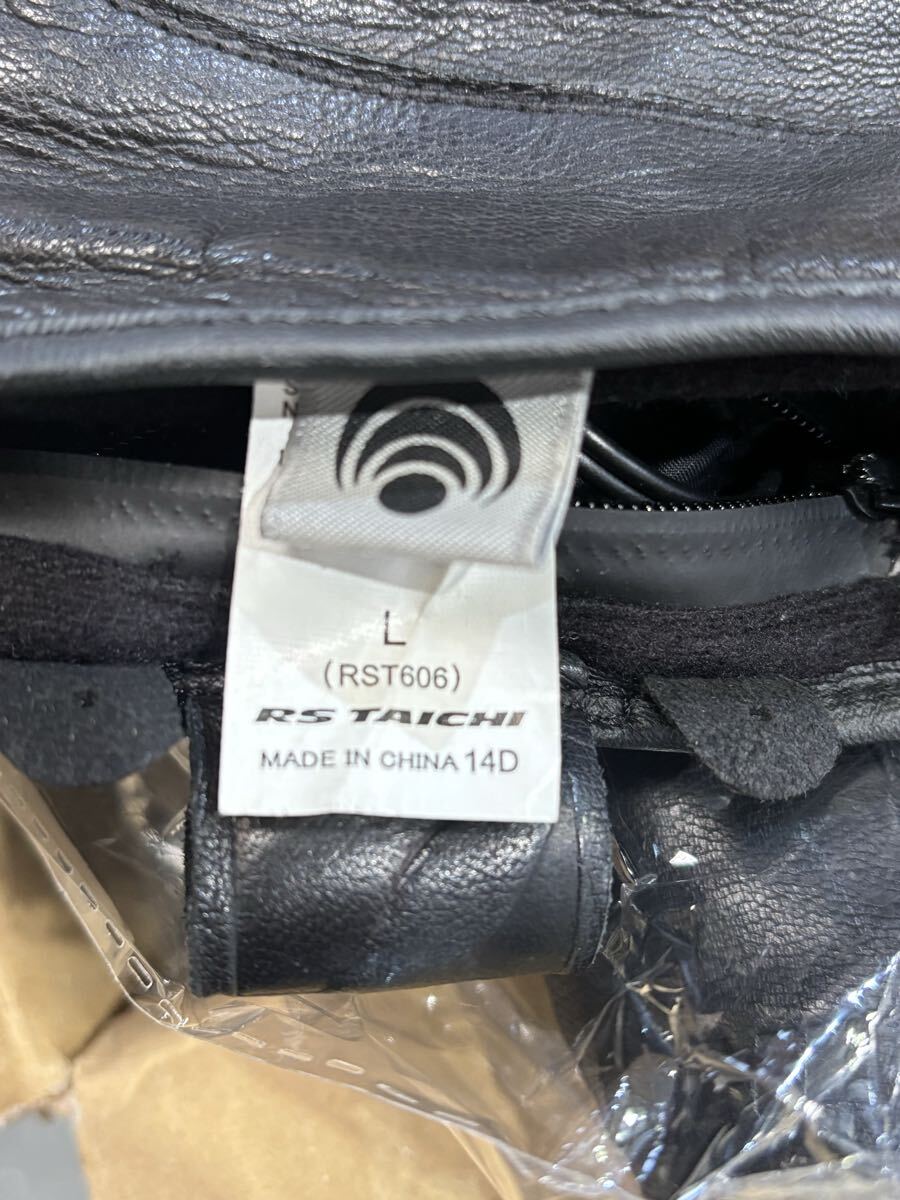 L
(RST606)
RS TAICHI
MADE IN CHINA 14D